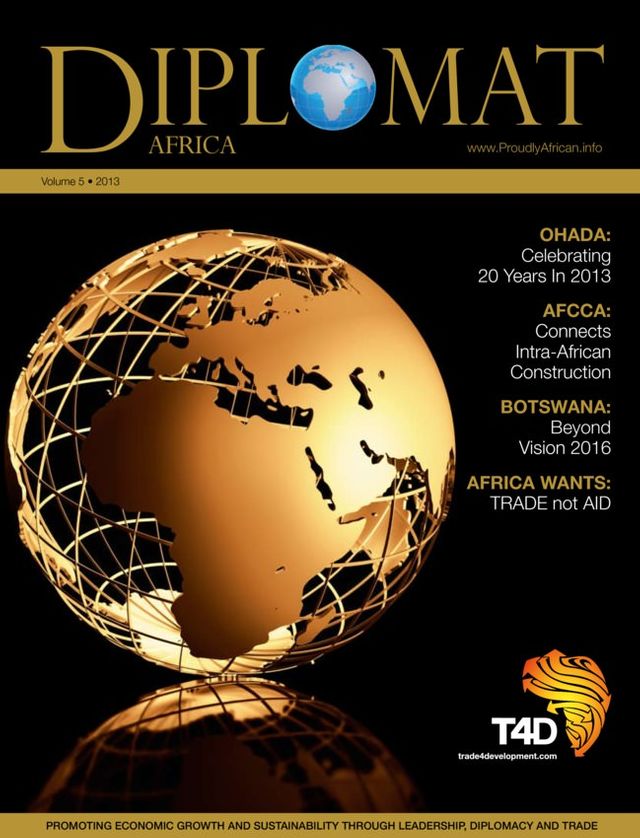 DIPLOMAT
AFRICA
www.ProudlyAfrican.info
Volume 5 • 2013
OHADA:
Celebrating
20 Years In 2013
AFCCA:
Connects
Intra-African
Construction
BOTSWANA:
Beyond
Vision 2016
AFRICA WANTS:
TRADE not AID
T4D
trade4development.com
PROMOTING ECONOMIC GROWTH AND SUSTAINABILITY THROUGH LEADERSHIP, DIPLOMACY AND TRADE